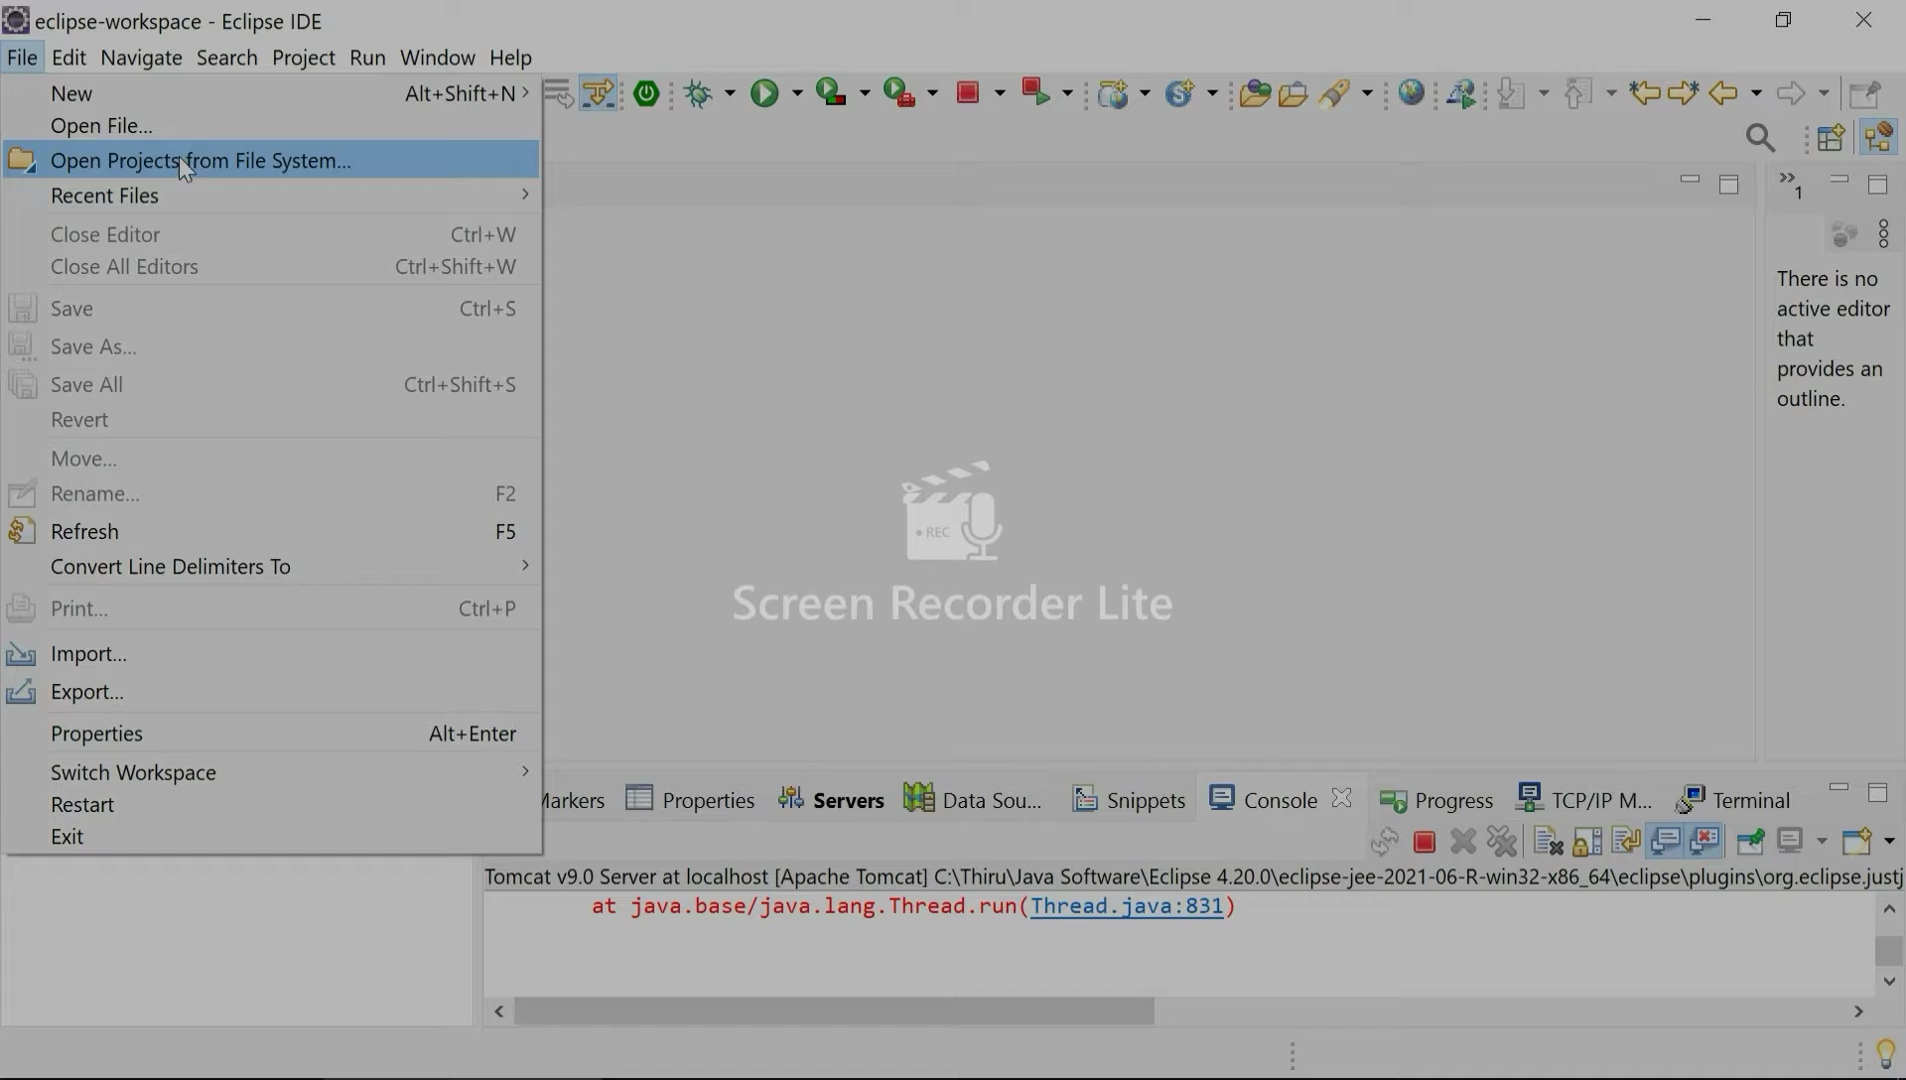 eclipse-workspace - Eclipse IDE
File Edit Navigate Search Project Run Window Help
New Alt+Shift+N
Open File...
Open Projects from File System...
Recent Files
Close Editor Ctrl+W
Close All Editors Ctrl+Shift+W
Save Ctrl+S
Save As...
Save All Ctrl+Shift+S
Revert
Move...
Rename... F2
Refresh F5
Convert Line Delimiters To
Print... Ctrl+P
Import...
Export...
Properties Alt+Enter
Switch Workspace
Restart
Exit
1
There is no
active editor
that
provides an
outline.
REC
Screen Recorder Lite
Markers Properties Servers Data Sou... Snippets Console Progress TCP/IP M... Terminal
Tomcat v9.0 Server at localhost [Apache Tomcat] C:\Thiru\Java Software\Eclipse 4.20.0\eclipse-jee-2021-06-R-win32-x86_64\eclipse\plugins\org.eclipse.justj
at java.base/java.lang.Thread.run(Thread.java:831)